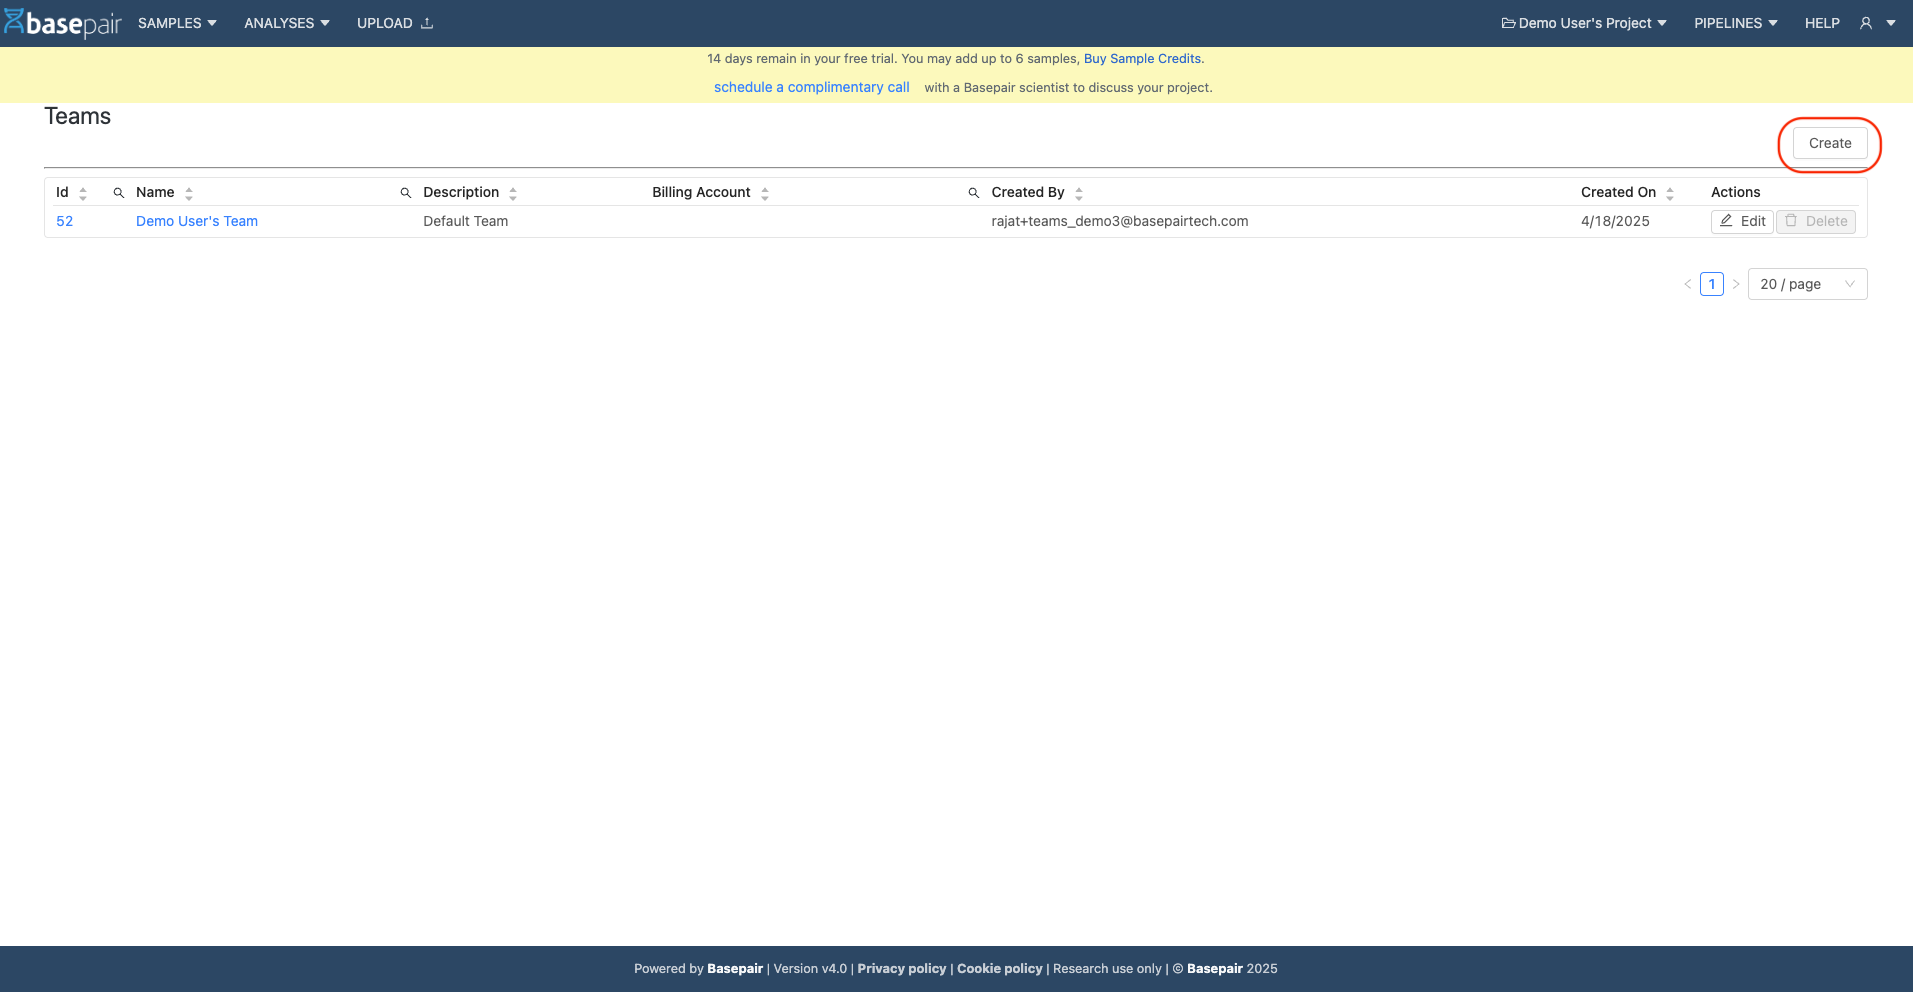 basepair SAMPLES ANALYSES UPLOAD Demo User's Project PIPELINES HELP
14 days remain in your free trial. You may add up to 6 samples, Buy Sample Credits.
schedule a complimentary call with a Basepair scientist to discuss your project.
Teams
Create
Id Name Description Billing Account Created By Created On Actions
52 Demo User's Team Default Team rajat+teams_demo3@basepairtech.com 4/18/2025 Edit Delete
1 20 / page
Powered by Basepair | Version v4.0 | Privacy policy | Cookie policy | Research use only | © Basepair 2025